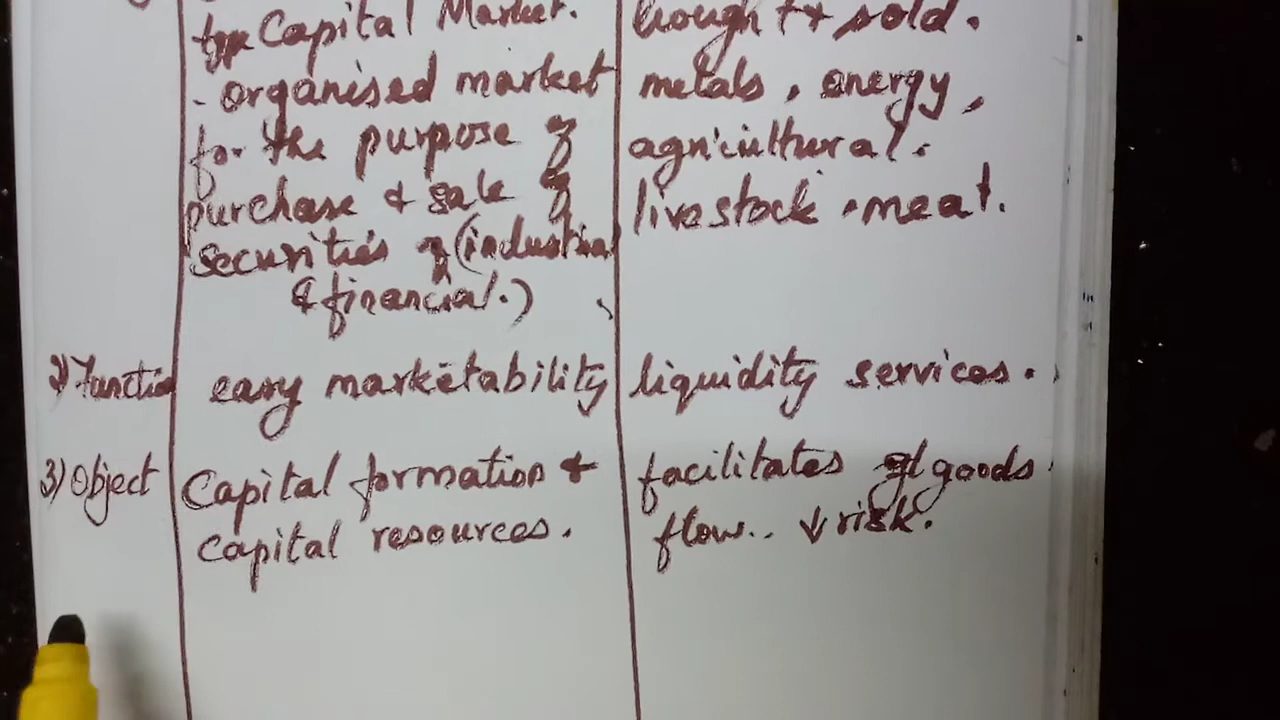 Capital Market.
- organised market
for the purpose of
purchase & sale of
securities of (industrial
& financial.)
bought & sold.
metals, energy,
agricultural.
livestock & meat.
2) Function
easy marketability
liquidity services.
3) Object
Capital formation &
capital resources.
facilitates goods
flow.. ↓ risk.